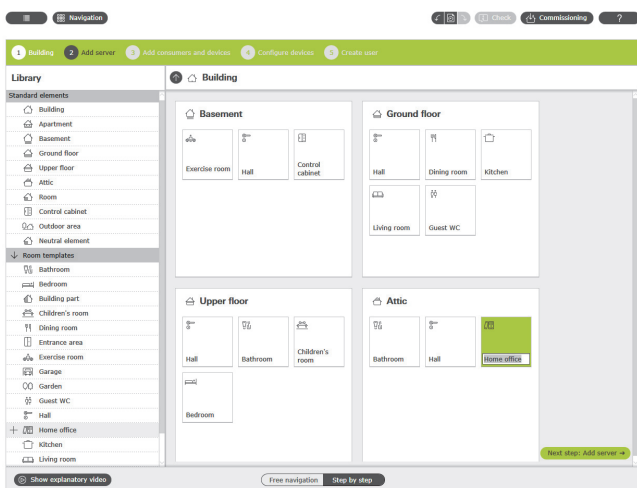 Navigation
Check
Commissioning
?
1 Building 2 Add server 3 Add consumers and devices 4 Configure devices 5 Create user
Library
Building
Standard elements
Building
Apartment
Basement
Ground floor
Upper floor
Attic
Room
Control cabinet
Outdoor area
Neutral element
Room templates
Bathroom
Bedroom
Building part
Children's room
Dining room
Entrance area
Exercise room
Garage
Garden
Guest WC
Hall
Home office
Kitchen
Living room
Basement
Exercise room
Hall
Control
cabinet
Ground floor
Hall
Dining room
Kitchen
Living room
Guest WC
Upper floor
Hall
Bathroom
Children's
room
Bedroom
Attic
Bathroom
Hall
Home office
Next step: Add server →
Show explanatory video
Free navigation
Step by step